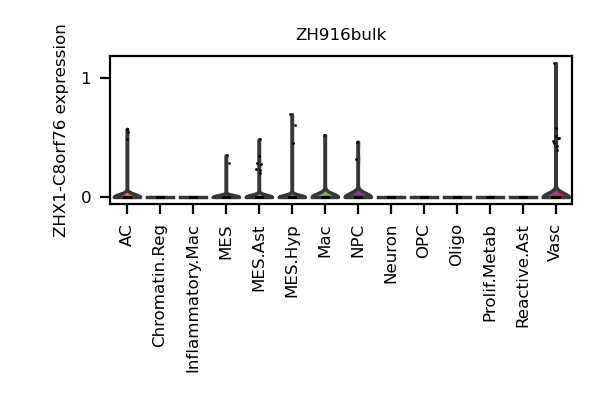 ZH916bulk
ZHX1-C8orf76 expression
1
0
AC
Chromatin.Reg
Inflammatory.Mac
MES
MES.Ast
MES.Hyp
Mac
NPC
Neuron
OPC
Oligo
Prolif.Metab
Reactive.Ast
Vasc